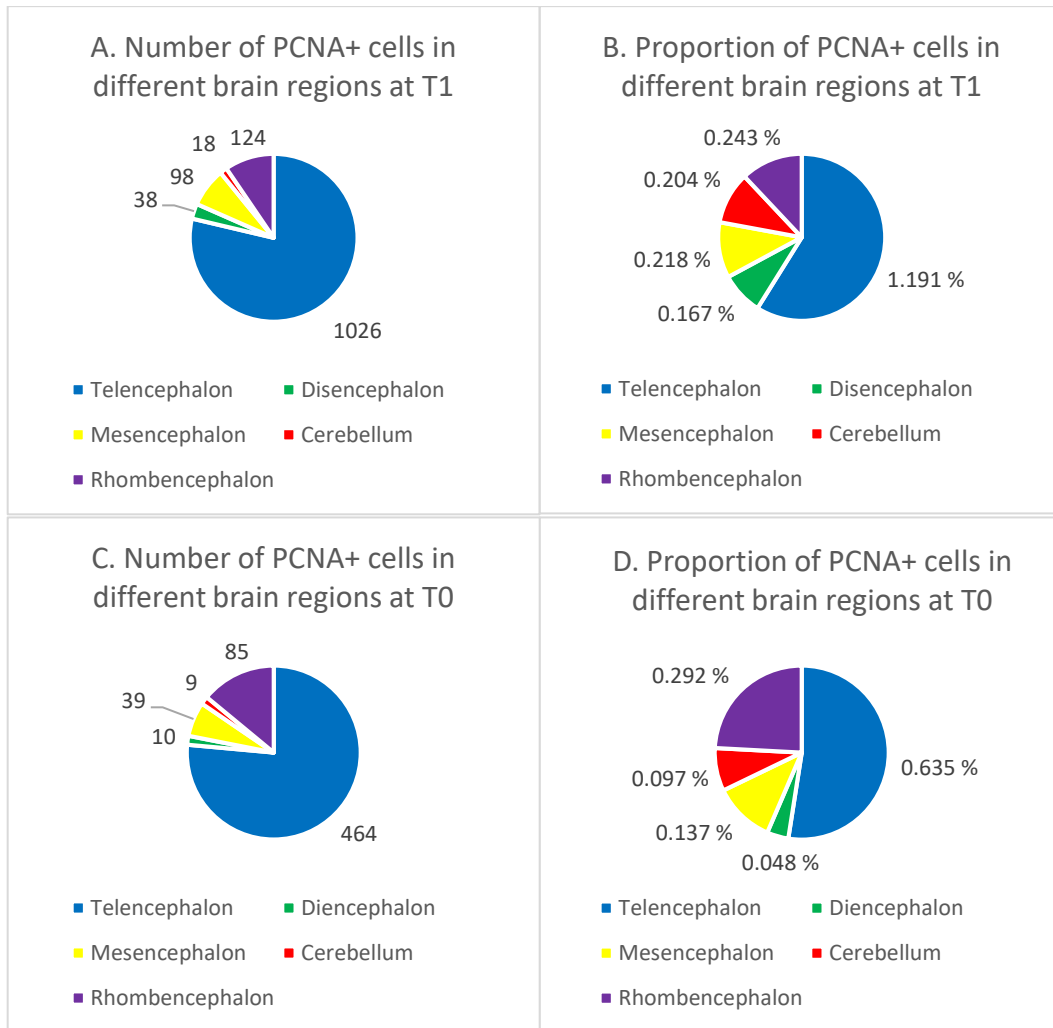 A. Number of PCNA+ cells in
different brain regions at T1
18
124
98
38
1026
Telencephalon
Disencephalon
Mesencephalon
Cerebellum
Rhombencephalon
B. Proportion of PCNA+ cells in
different brain regions at T1
0.243 %
0.204 %
0.218 %
0.167 %
1.191 %
Telencephalon
Disencephalon
Mesencephalon
Cerebellum
Rhombencephalon
C. Number of PCNA+ cells in
different brain regions at T0
85
9
39
10
464
Telencephalon
Diencephalon
Mesencephalon
Cerebellum
Rhombencephalon
D. Proportion of PCNA+ cells in
different brain regions at T0
0.292 %
0.097 %
0.137 %
0.048 %
0.635 %
Telencephalon
Diencephalon
Mesencephalon
Cerebellum
Rhombencephalon